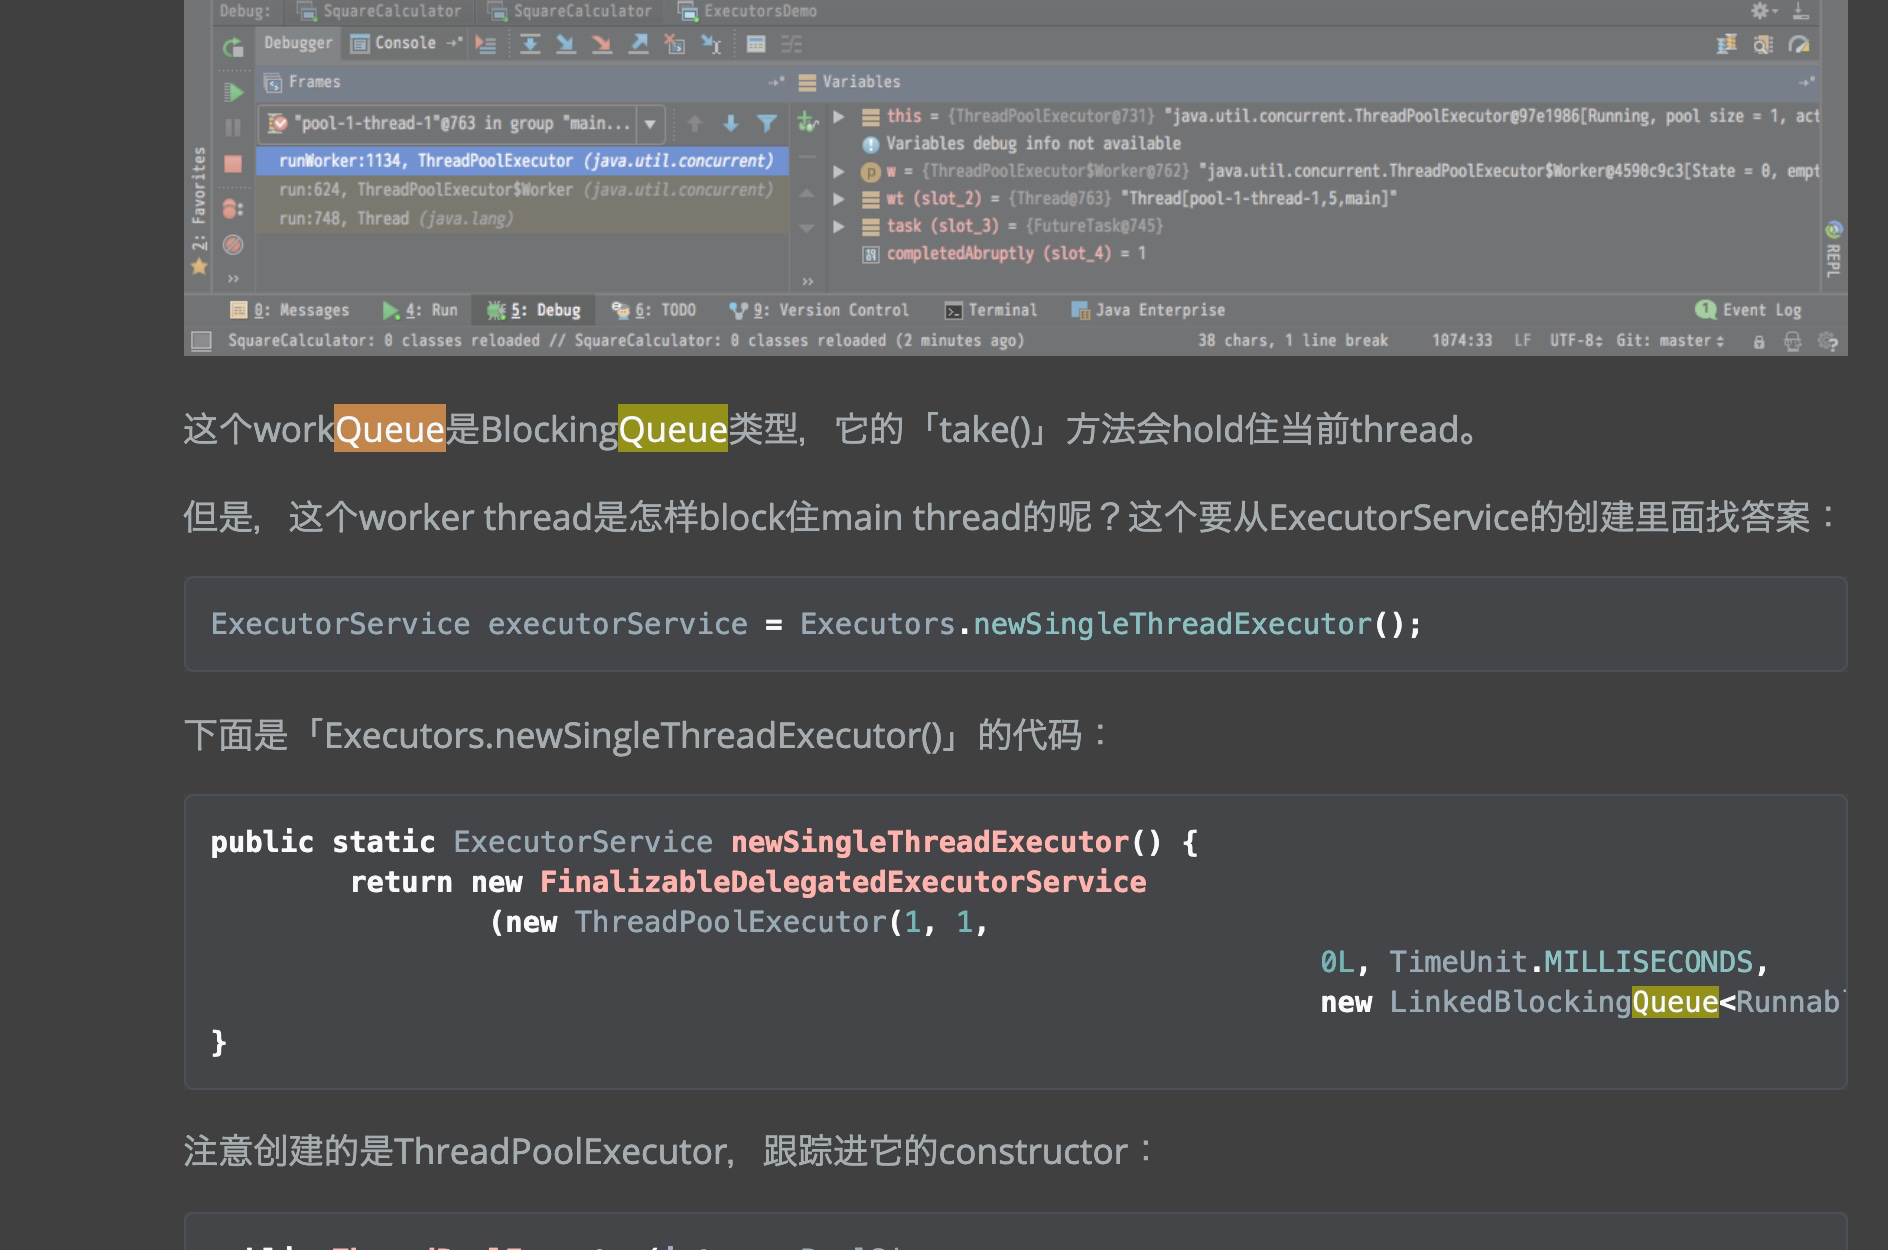 Debug: SquareCalculator SquareCalculator ExecutorsDemo
Debugger Console
Frames
Variables
"pool-1-thread-1"@763 in group "main...
runWorker:1134, ThreadPoolExecutor (java.util.concurrent)
run:624, ThreadPoolExecutor$Worker (java.util.concurrent)
run:748, Thread (java.lang)
this = {ThreadPoolExecutor@731} "java.util.concurrent.ThreadPoolExecutor@97e1986[Running, pool size = 1, act
Variables debug info not available
w = {ThreadPoolExecutor$Worker@762} "java.util.concurrent.ThreadPoolExecutor$Worker@4590c9c3[State = 0, empt
wt (slot_2) = {Thread@763} "Thread[pool-1-thread-1,5,main]"
task (slot_3) = {FutureTask@745}
completedAbruptly (slot_4) = 1
2: Favorites
REPL
0: Messages 4: Run 5: Debug 6: TODO 9: Version Control Terminal Java Enterprise 1 Event Log
SquareCalculator: 0 classes reloaded // SquareCalculator: 0 classes reloaded (2 minutes ago) 38 chars, 1 line break 1074:33 LF UTF-8 Git: master
这个workQueue是BlockingQueue类型，它的「take()」方法会hold住当前thread。
但是，这个worker thread是怎样block住main thread的呢？这个要从ExecutorService的创建里面找答案：
ExecutorService executorService = Executors.newSingleThreadExecutor();
下面是「Executors.newSingleThreadExecutor()」的代码：
public static ExecutorService newSingleThreadExecutor() {
return new FinalizableDelegatedExecutorService
(new ThreadPoolExecutor(1, 1,
0L, TimeUnit.MILLISECONDS,
new LinkedBlockingQueue<Runnab
}
注意创建的是ThreadPoolExecutor，跟踪进它的constructor：